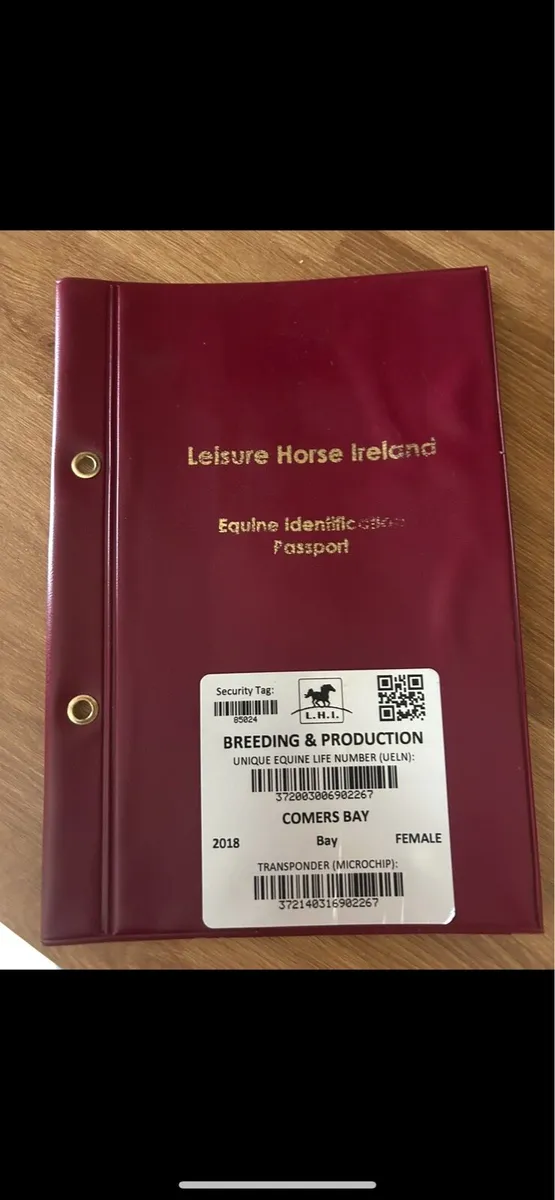 Leisure Horse Ireland
Equine Identification
Passport
Security Tag:
85024
L.H.I.
BREEDING & PRODUCTION
UNIQUE EQUINE LIFE NUMBER (UELN):
372003006902267
COMERS BAY
2018 Bay FEMALE
TRANSPONDER (MICROCHIP):
372140316902267